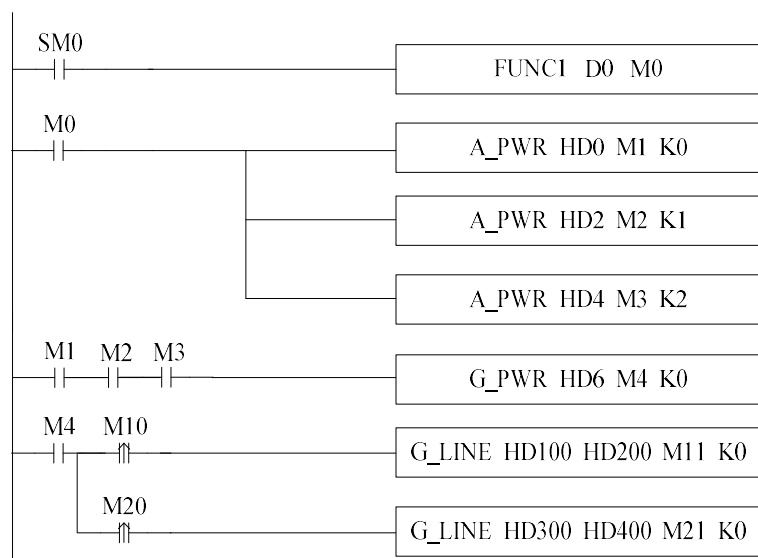 SM0
FUNC1 D0 M0
M0
A_PWR HD0 M1 K0
A_PWR HD2 M2 K1
A_PWR HD4 M3 K2
M1 M2 M3
G_PWR HD6 M4 K0
M4 M10
G_LINE HD100 HD200 M11 K0
M20
G_LINE HD300 HD400 M21 K0